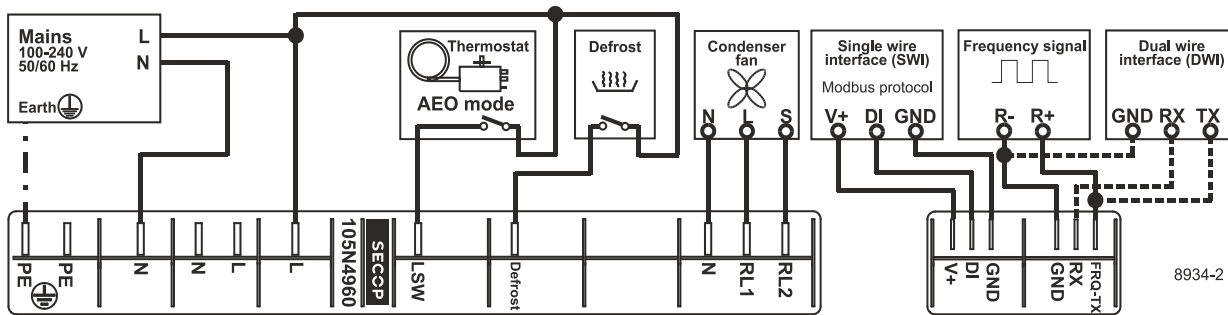 Mains
100-240 V
50/60 Hz
L
N
Earth
Thermostat
AEO mode
Defrost
Condenser
fan
N L S
Single wire
interface (SWI)
Modbus protocol
V+ DI GND
Frequency signal
R- R+
Dual wire
interface (DWI)
GND RX TX
PE
PE
N
N
L
L
105N4960
SECOP
LSW
Defrost
N
RL1
RL2
V+
DI
GND
GND
RX
FRQ-TX
8934-2